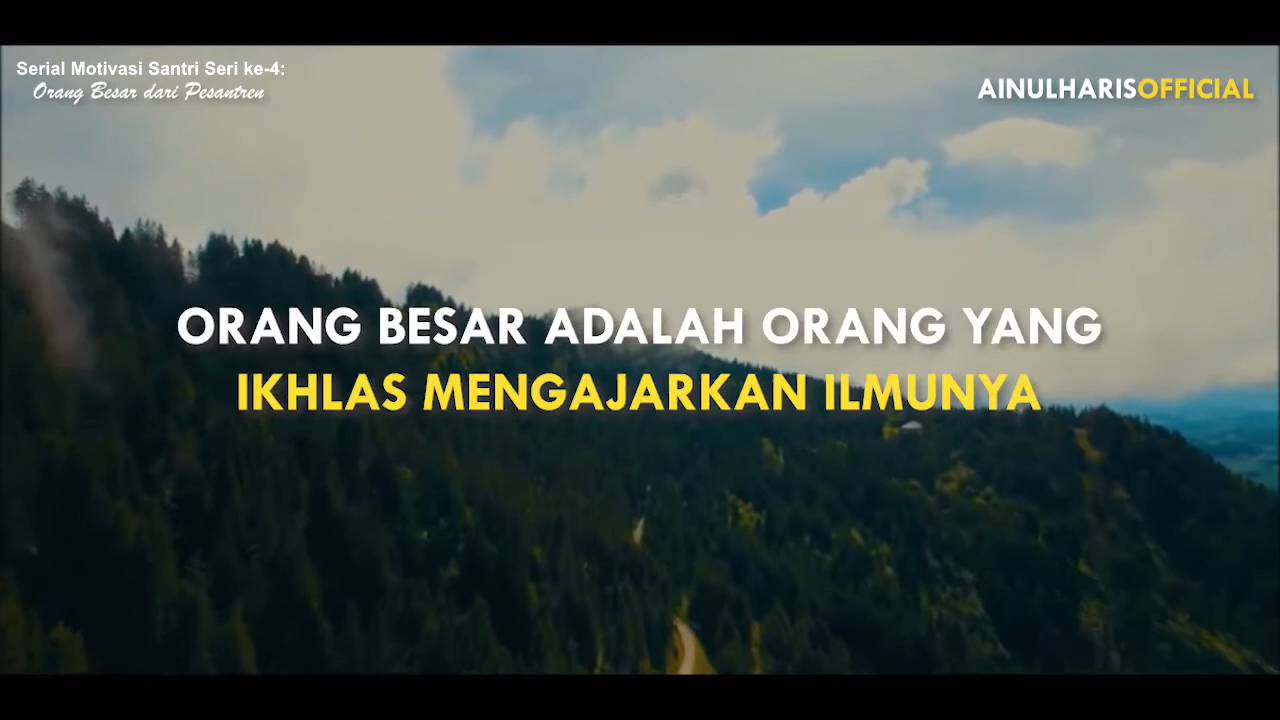 Serial Motivasi Santri Seri ke-4:
Orang Besar dari Pesantren
AINULHARISOFFICIAL
ORANG BESAR ADALAH ORANG YANG
IKHLAS MENGAJARKAN ILMUNYA